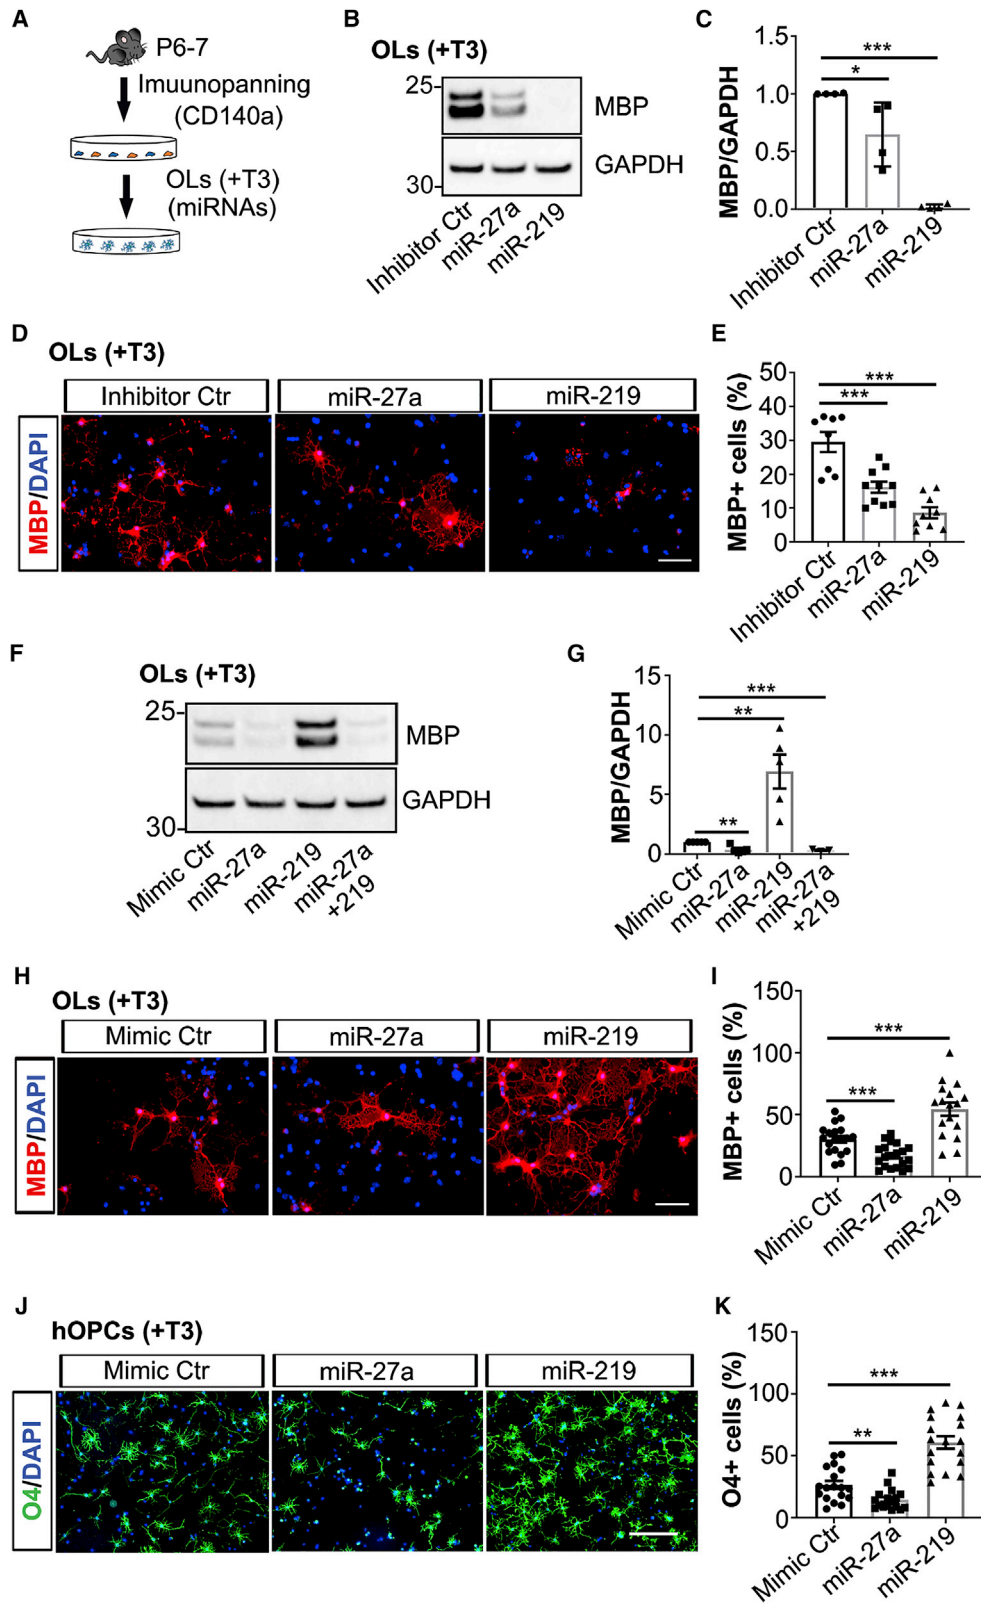 A
P6-7
Imuunopanning
(CD140a)
OLs (+T3)
(miRNAs)
B
OLs (+T3)
25-
MBP
GAPDH
30-
Inhibitor Ctr
miR-27a
miR-219
C
MBP/GAPDH
1.5
1.0
0.5
0.0
***
*
Inhibitor Ctr
miR-27a
miR-219
D
OLs (+T3)
Inhibitor Ctr
miR-27a
miR-219
MBP/DAPI
E
MBP+ cells (%)
50
40
30
20
10
0
***
***
Inhibitor Ctr
miR-27a
miR-219
F
OLs (+T3)
25-
MBP
GAPDH
30-
Mimic Ctr
miR-27a
miR-219
miR-27a
+219
G
MBP/GAPDH
15
10
5
0
***
**
**
Mimic Ctr
miR-27a
miR-219
miR-27a
+219
H
OLs (+T3)
Mimic Ctr
miR-27a
miR-219
MBP/DAPI
I
MBP+ cells (%)
150
100
50
0
***
***
Mimic Ctr
miR-27a
miR-219
J
hOPCs (+T3)
Mimic Ctr
miR-27a
miR-219
O4/DAPI
K
O4+ cells (%)
150
100
50
0
***
**
Mimic Ctr
miR-27a
miR-219